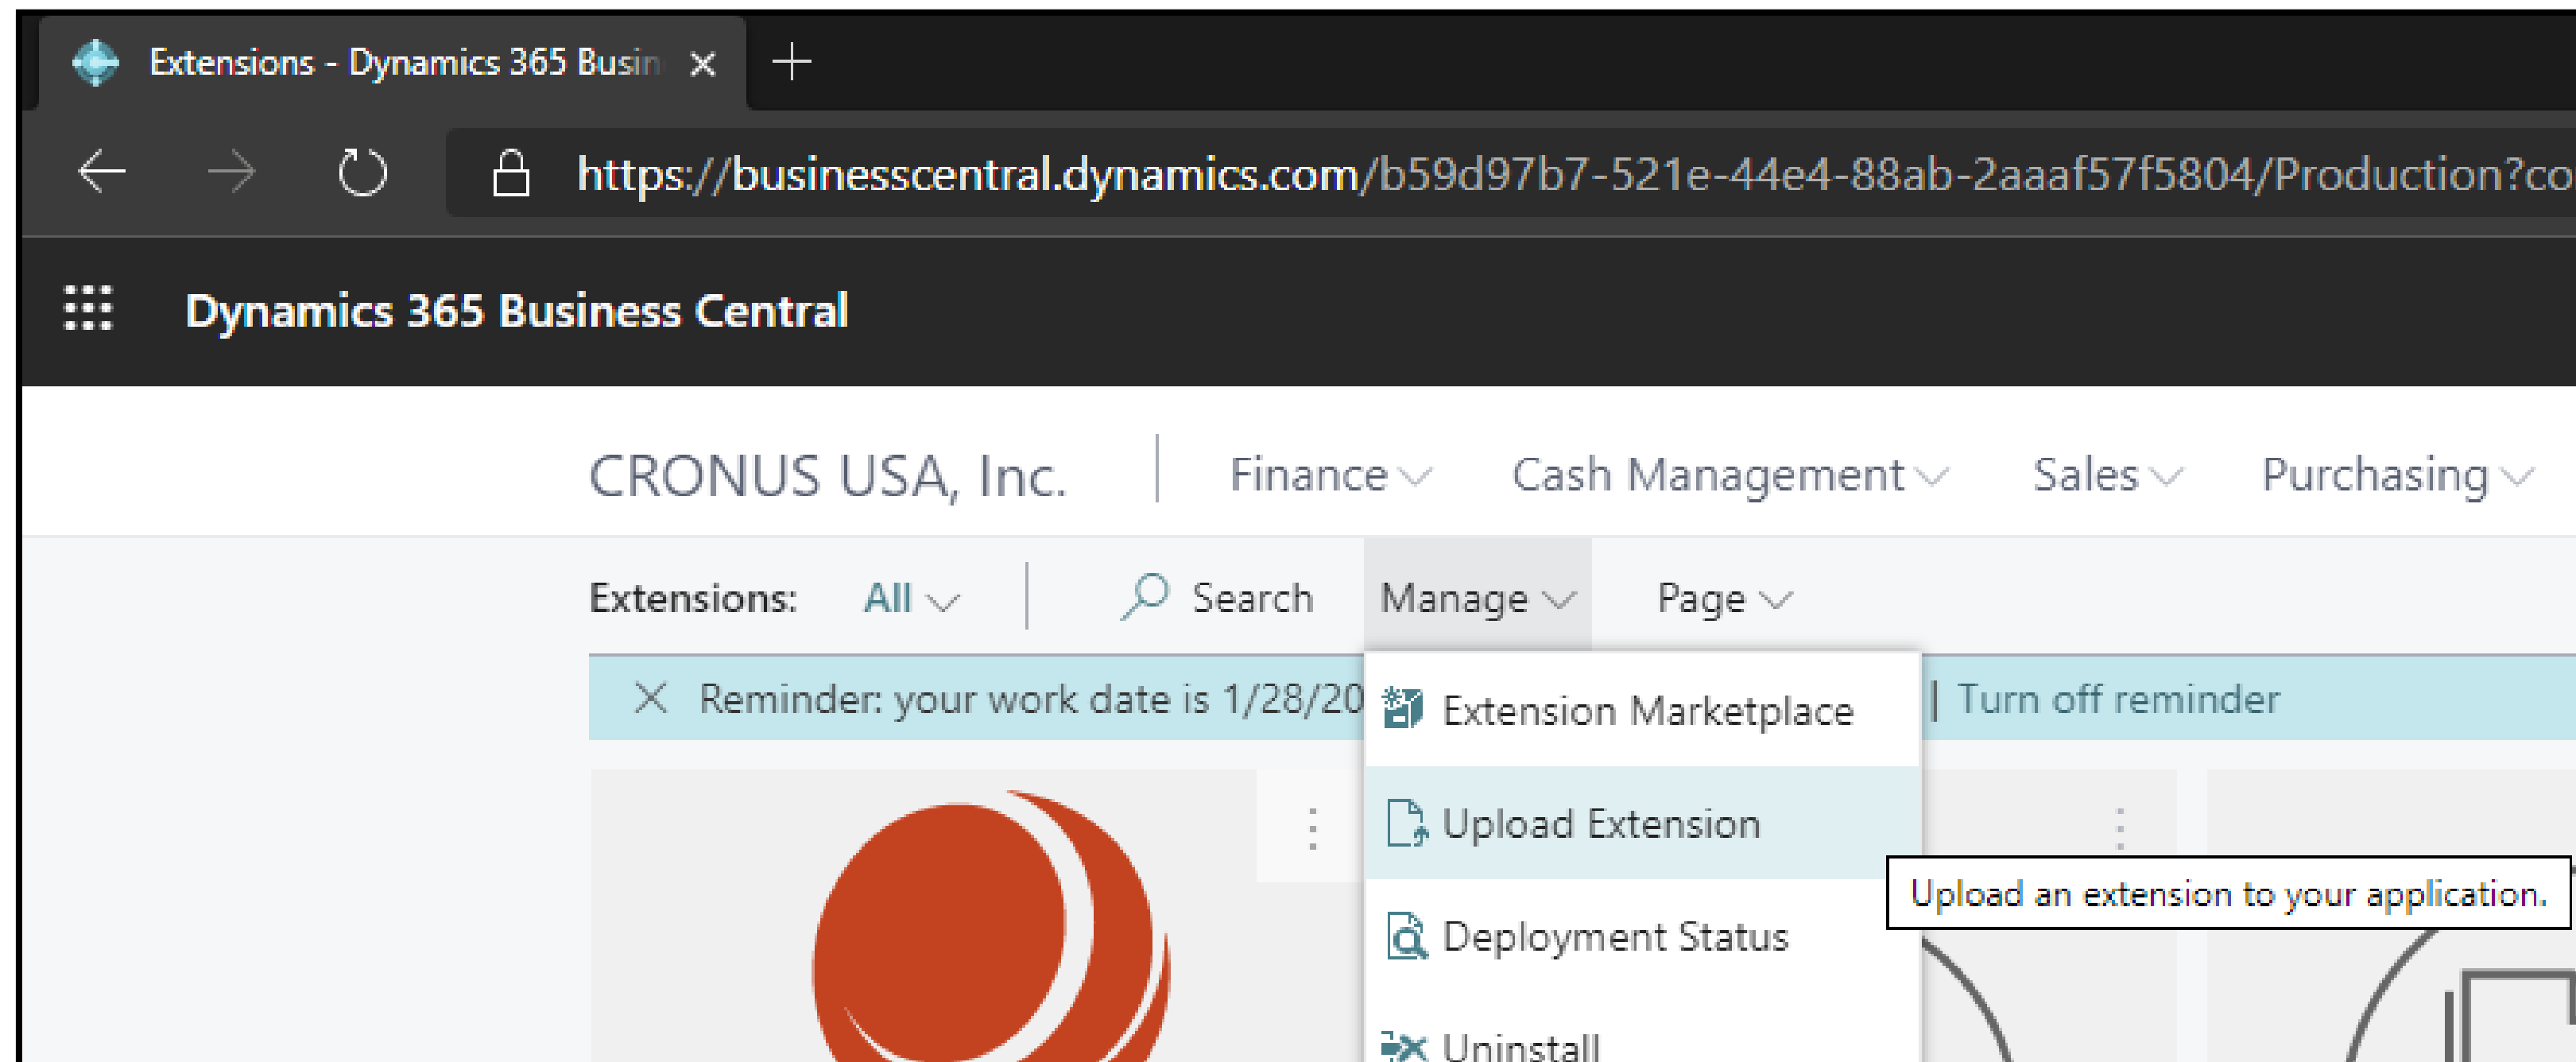 Extensions - Dynamics 365 Busin
https://businesscentral.dynamics.com/b59d97b7-521e-44e4-88ab-2aaaf57f5804/Production?co
Dynamics 365 Business Central
CRONUS USA, Inc. | Finance Cash Management Sales Purchasing
Extensions: All | Search Manage Page
Reminder: your work date is 1/28/20 | Turn off reminder
Extension Marketplace
Upload Extension
Upload an extension to your application.
Deployment Status
Uninstall